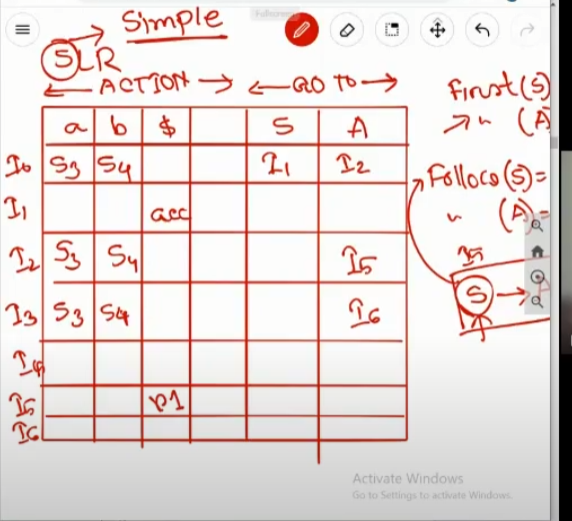 Simple
SLR
ACTION GO TO
a b $ S A
I0 S3 S4 I1 I2
I1 acc
I2 S3 S4 I5
I3 S3 S4 I6
I4
I5 r1
I6
First(S)
" (A)
Follow(S)=
" (A)=
I5
S → A
Activate Windows
Go to Settings to activate Windows.